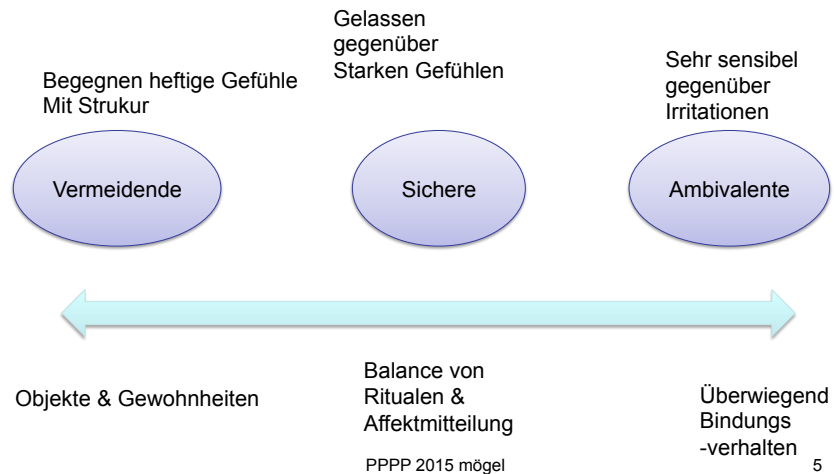 Begegnen heftige Gefühle
Mit Strukur
Gelassen
gegenüber
Starken Gefühlen
Sehr sensibel
gegenüber
Irritationen
Vermeidende
Sichere
Ambivalente
Objekte & Gewohnheiten
Balance von
Ritualen &
Affektmitteilung
Überwiegend
Bindungs
-verhalten
PPPP 2015 mögel
5